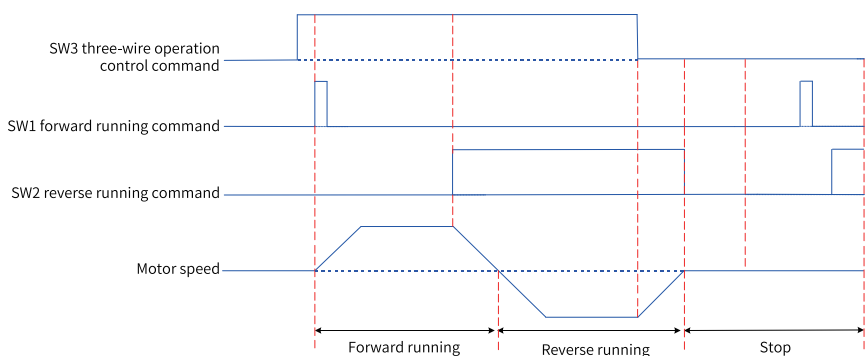 SW3 three-wire operation
control command
SW1 forward running command
SW2 reverse running command
Motor speed
Forward running
Reverse running
Stop